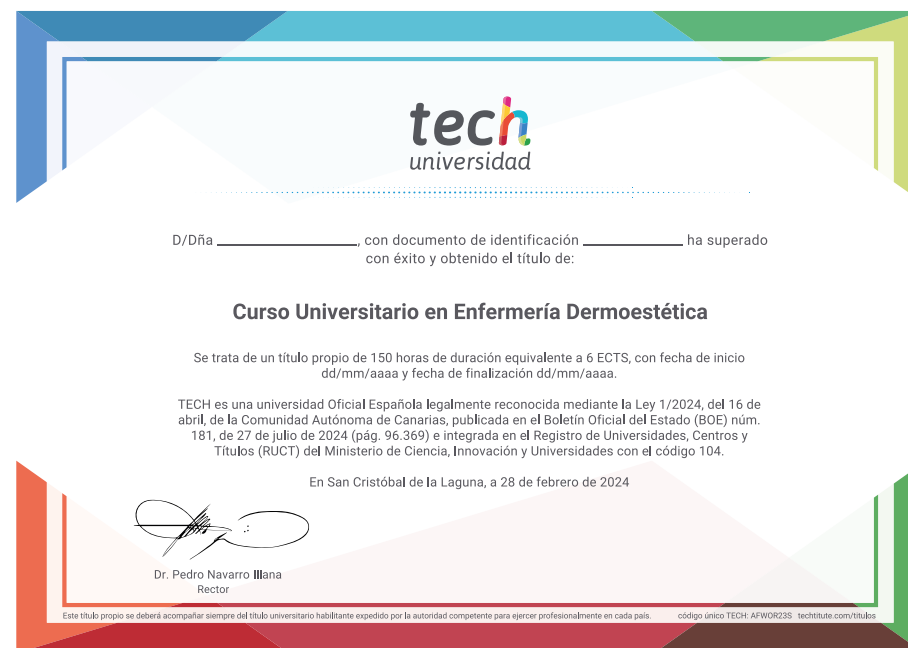 tech
universidad
D/Dña ____________________, con documento de identificación ______________ ha superado
con éxito y obtenido el título de:
Curso Universitario en Enfermería Dermoestética
Se trata de un título propio de 150 horas de duración equivalente a 6 ECTS, con fecha de inicio
dd/mm/aaaa y fecha de finalización dd/mm/aaaa.
TECH es una universidad Oficial Española legalmente reconocida mediante la Ley 1/2024, del 16 de
abril, de la Comunidad Autónoma de Canarias, publicada en el Boletín Oficial del Estado (BOE) núm.
181, de 27 de julio de 2024 (pág. 96.369) e integrada en el Registro de Universidades, Centros y
Títulos (RUCT) del Ministerio de Ciencia, Innovación y Universidades con el código 104.
En San Cristóbal de la Laguna, a 28 de febrero de 2024
Dr. Pedro Navarro Illana
Rector
Este título propio se deberá acompañar siempre del título universitario habilitante expedido por la autoridad competente para ejercer profesionalmente en cada país. código único TECH: AFWOR23S techtitute.com/titulos